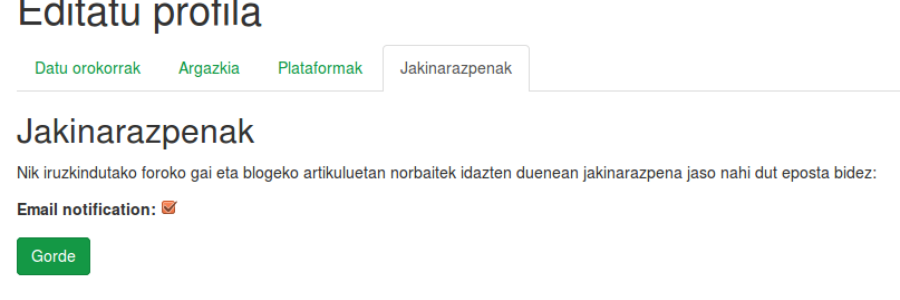 Editatu profila
Datu orokorrak Argazkia Plataformak Jakinarazpenak
Jakinarazpenak
Nik iruzkindutako foroko gai eta blogeko artikuluetan norbaitek idazten duenean jakinarazpena jaso nahi dut eposta bidez:
Email notification:
Gorde